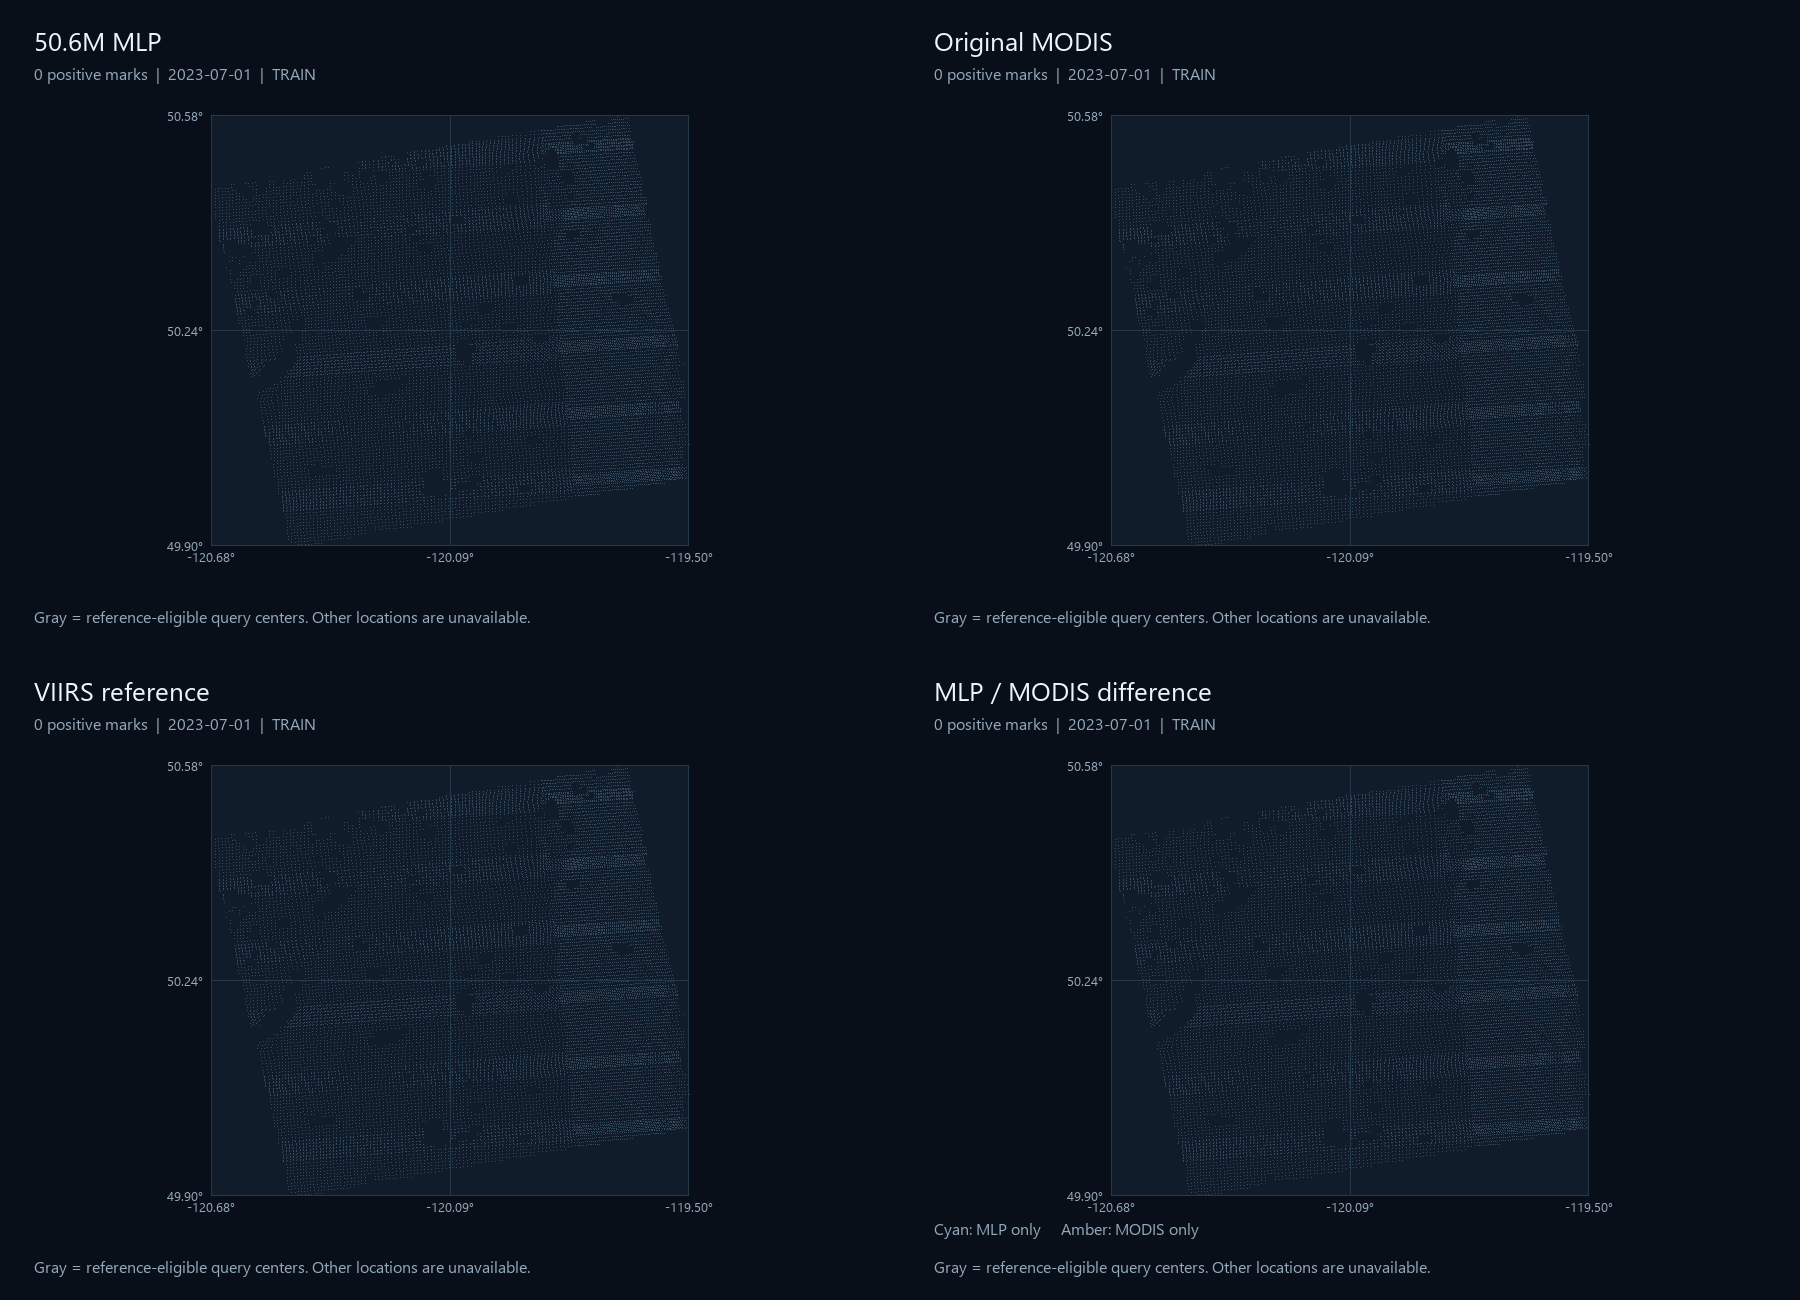 50.6M MLP
0 positive marks | 2023-07-01 | TRAIN
50.58°
50.24°
49.90°
-120.68°
-120.09°
-119.50°
Gray = reference-eligible query centers. Other locations are unavailable.
Original MODIS
0 positive marks | 2023-07-01 | TRAIN
50.58°
50.24°
49.90°
-120.68°
-120.09°
-119.50°
Gray = reference-eligible query centers. Other locations are unavailable.
VIIRS reference
0 positive marks | 2023-07-01 | TRAIN
50.58°
50.24°
49.90°
-120.68°
-120.09°
-119.50°
Gray = reference-eligible query centers. Other locations are unavailable.
MLP / MODIS difference
0 positive marks | 2023-07-01 | TRAIN
50.58°
50.24°
49.90°
-120.68°
-120.09°
-119.50°
Cyan: MLP only Amber: MODIS only
Gray = reference-eligible query centers. Other locations are unavailable.